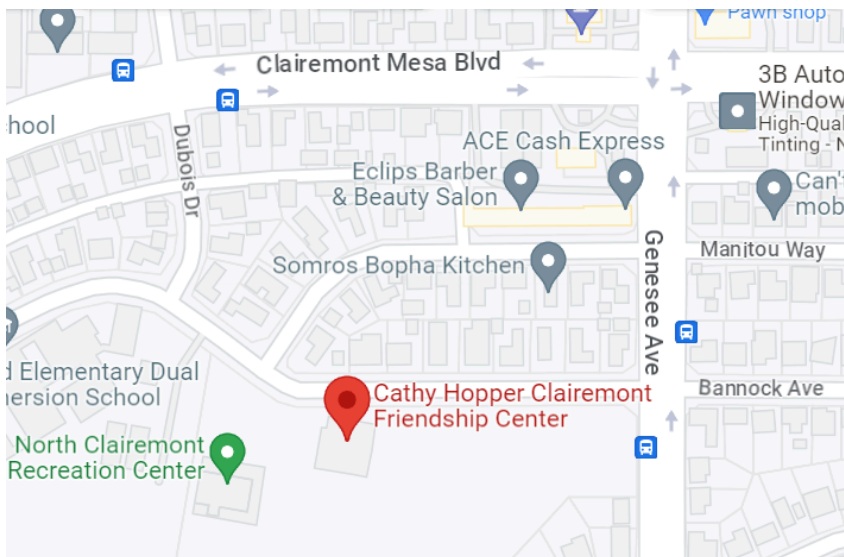 Pawn shop
Clairemont Mesa Blvd
3B Auto
Window
High-Qual
Tinting - N
hool
Dubois Dr
ACE Cash Express
Eclips Barber
& Beauty Salon
Can't
mob
Genesee Ave
Manitou Way
Somros Bopha Kitchen
d Elementary Dual
nersion School
Cathy Hopper Clairemont
Friendship Center
Bannock Ave
North Clairemont
Recreation Center